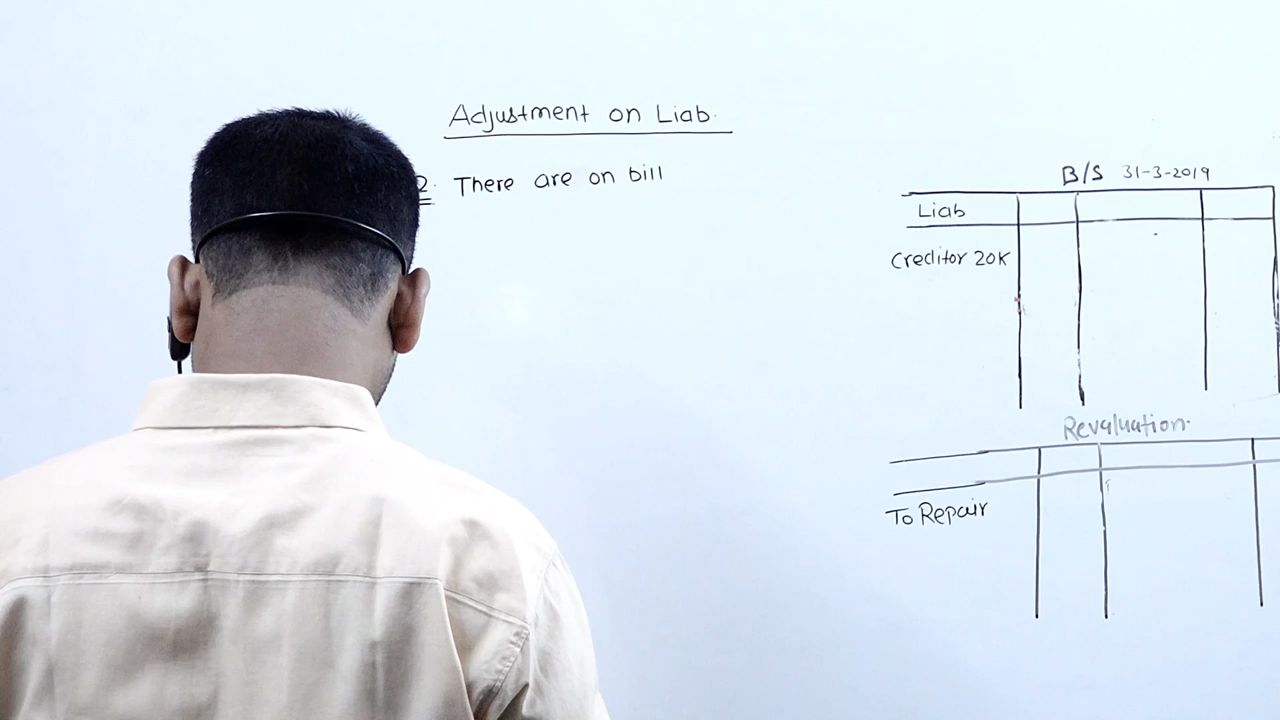 Adjustment on Liab.
2. There are on bill
B/S 31-3-2019
Liab
Creditor 20K
Revaluation.
To Repair